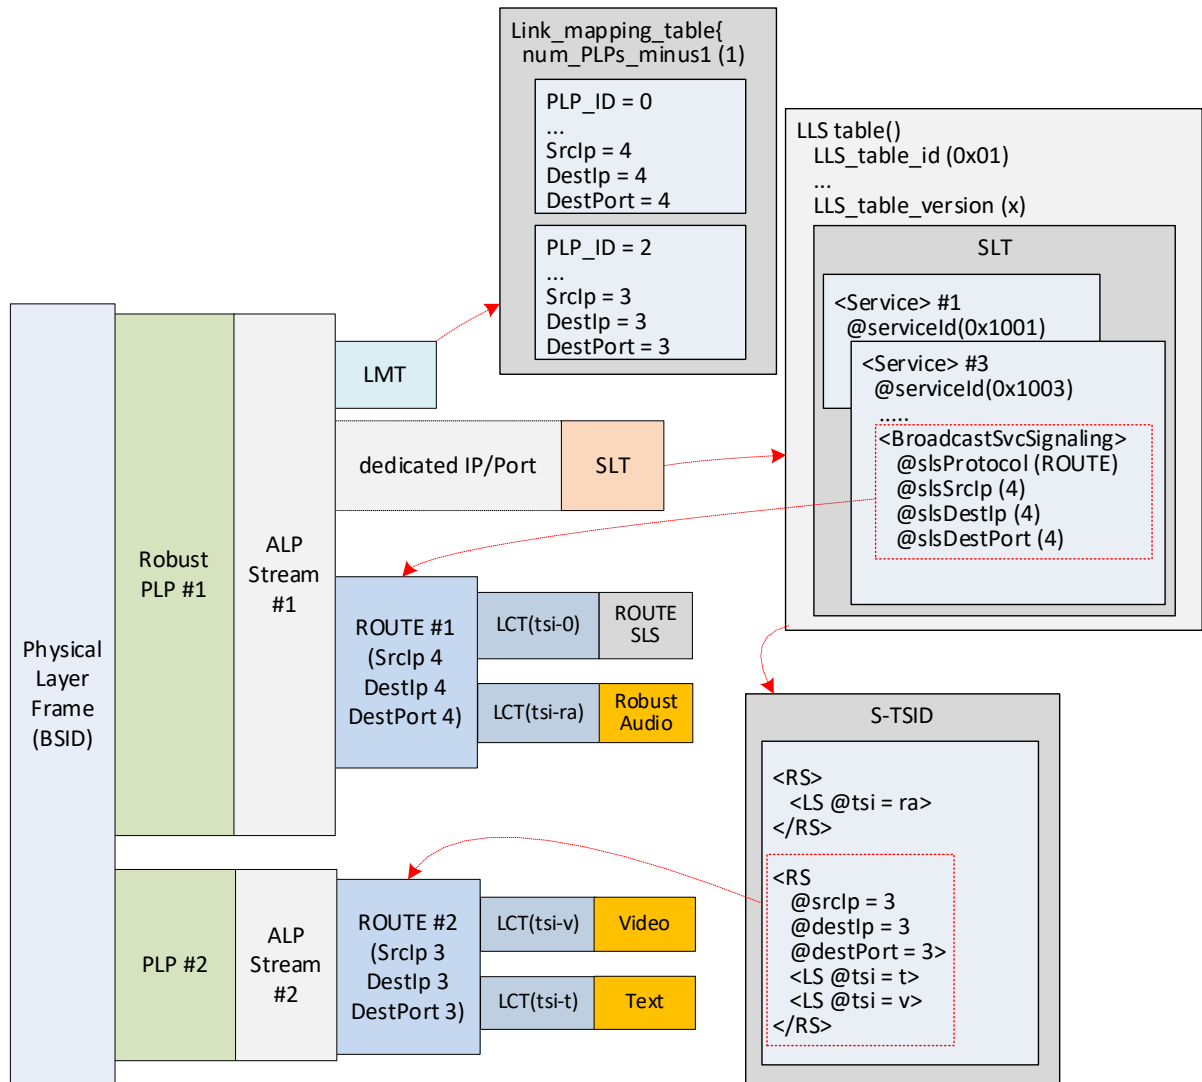 Link_mapping_table{
num_PLPs_minus1 (1)
PLP_ID = 0
...
SrcIp = 4
DestIp = 4
DestPort = 4
PLP_ID = 2
...
SrcIp = 3
DestIp = 3
DestPort = 3
LLS table()
LLS_table_id (0x01)
...
LLS_table_version (x)
SLT
<Service> #1
@serviceId(0x1001)
<Service> #3
@serviceId(0x1003)
.....
<BroadcastSvcSignaling>
@slsProtocol (ROUTE)
@slsSrcIp (4)
@slsDestIp (4)
@slsDestPort (4)
Physical
Layer
Frame
(BSID)
Robust
PLP #1
ALP
Stream
#1
LMT
dedicated IP/Port
SLT
ROUTE #1
(SrcIp 4
DestIp 4
DestPort 4)
LCT(tsi-0)
ROUTE
SLS
LCT(tsi-ra)
Robust
Audio
PLP #2
ALP
Stream
#2
ROUTE #2
(SrcIp 3
DestIp 3
DestPort 3)
LCT(tsi-v)
Video
LCT(tsi-t)
Text
S-TSID
<RS>
<LS @tsi = ra>
</RS>
<RS
@srcIp = 3
@destIp = 3
@destPort = 3>
<LS @tsi = t>
<LS @tsi = v>
</RS>